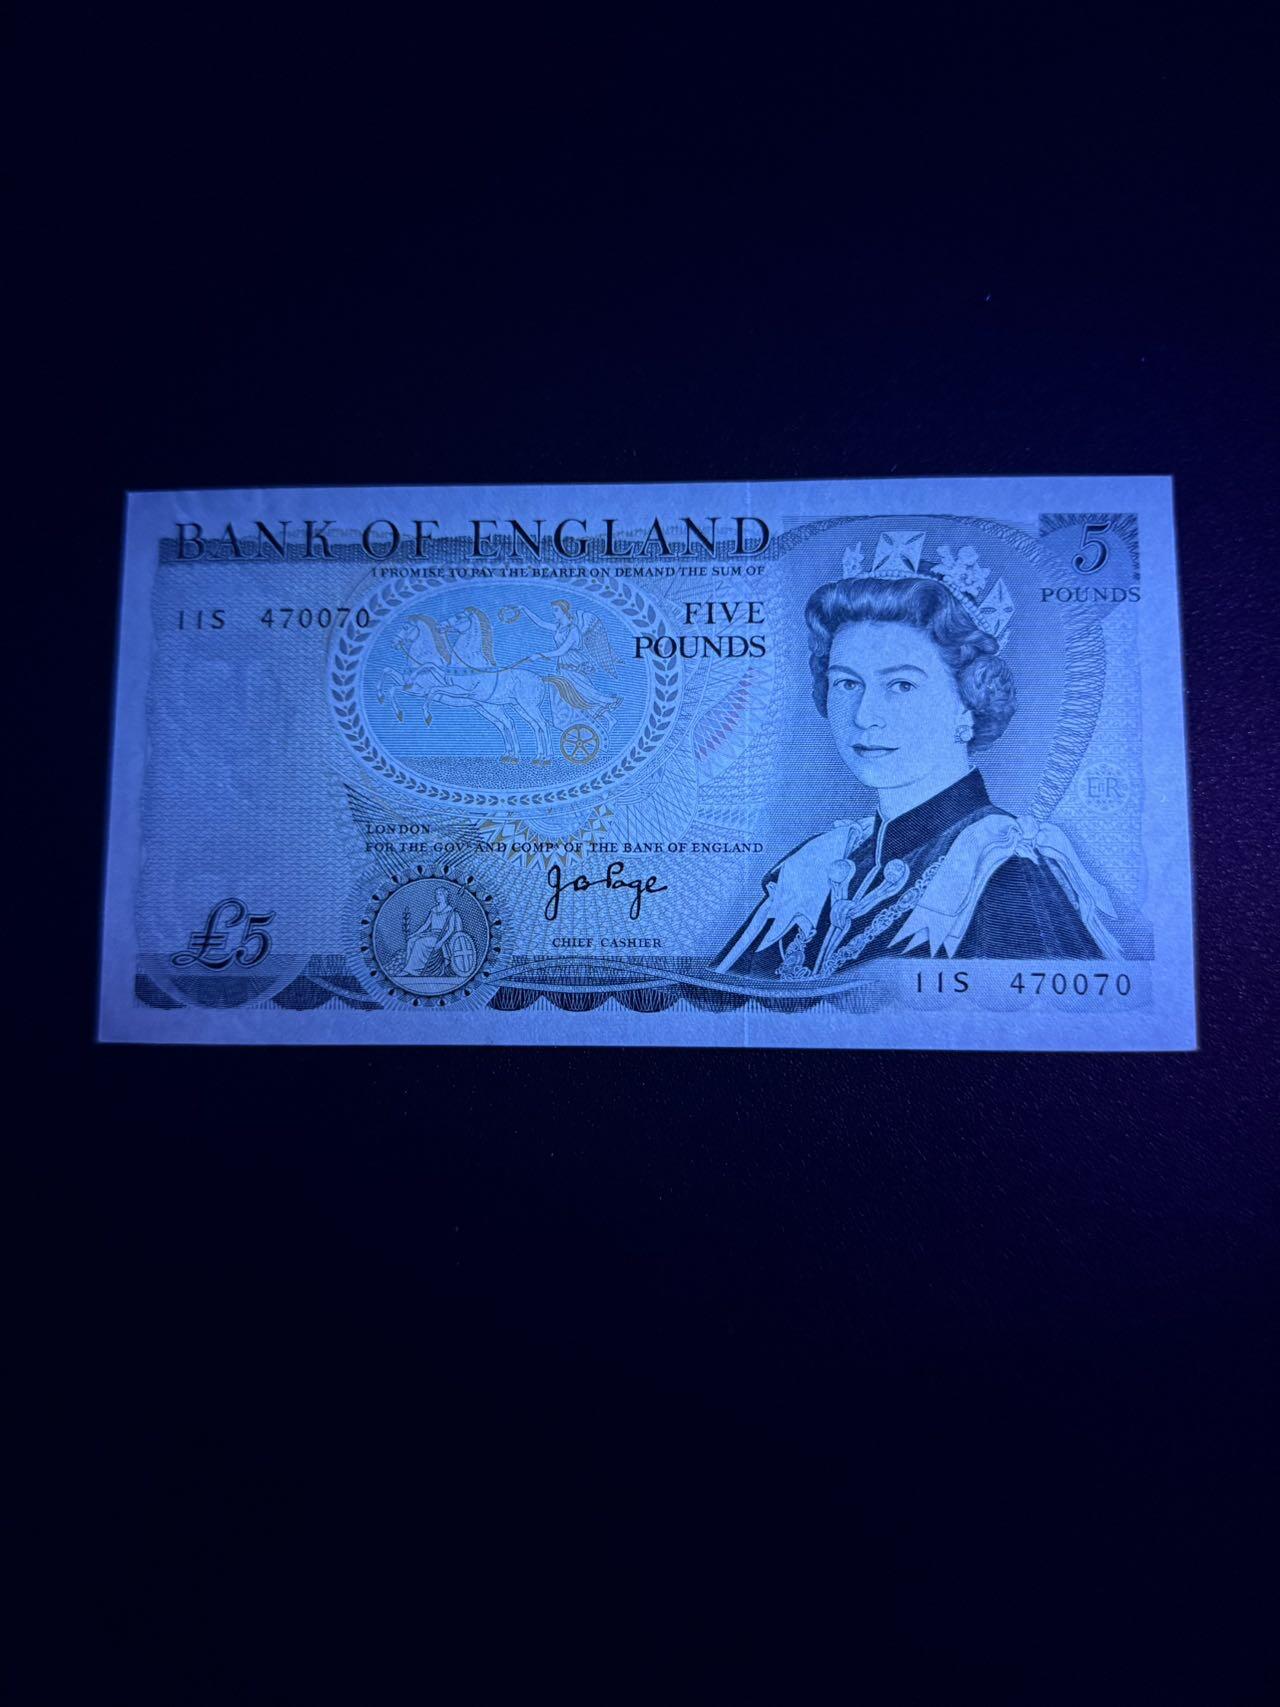 BANK OF ENGLAND
I PROMISE TO PAY THE BEARER ON DEMAND THE SUM OF
5
POUNDS
11S 470070
FIVE
POUNDS
EIIR
LONDON
FOR THE GOVR AND COMPA OF THE BANK OF ENGLAND
J B Page
CHIEF CASHIER
£5
11S 470070